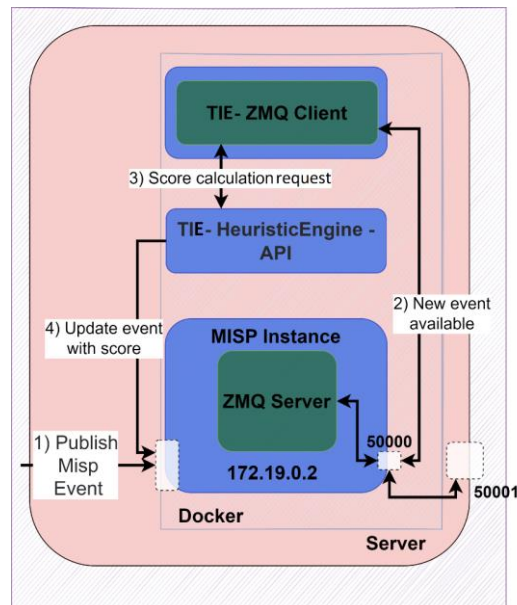 TIE- ZMQ Client
3) Score calculation request
TIE- HeuristicEngine -
API
2) New event
available
4) Update event
with score
MISP Instance
ZMQ Server
50000
1) Publish
Misp
Event
172.19.0.2
50001
Docker
Server